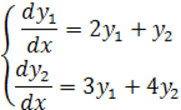 dy₁/dx = 2y₁ + y₂
dy₂/dx = 3y₁ + 4y₂